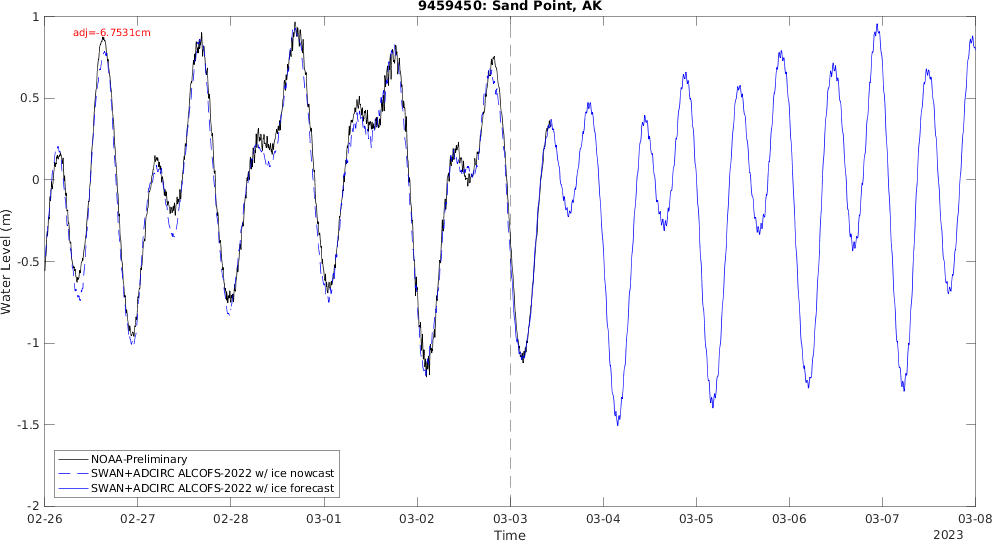 9459450: Sand Point, AK
adj=-6.7531cm
1
0.5
0
-0.5
-1
-1.5
-2
Water Level (m)
NOAA-Preliminary
SWAN+ADCIRC ALCOFS-2022 w/ ice nowcast
SWAN+ADCIRC ALCOFS-2022 w/ ice forecast
02-26 02-27 02-28 03-01 03-02 03-03 03-04 03-05 03-06 03-07 03-08
Time
2023